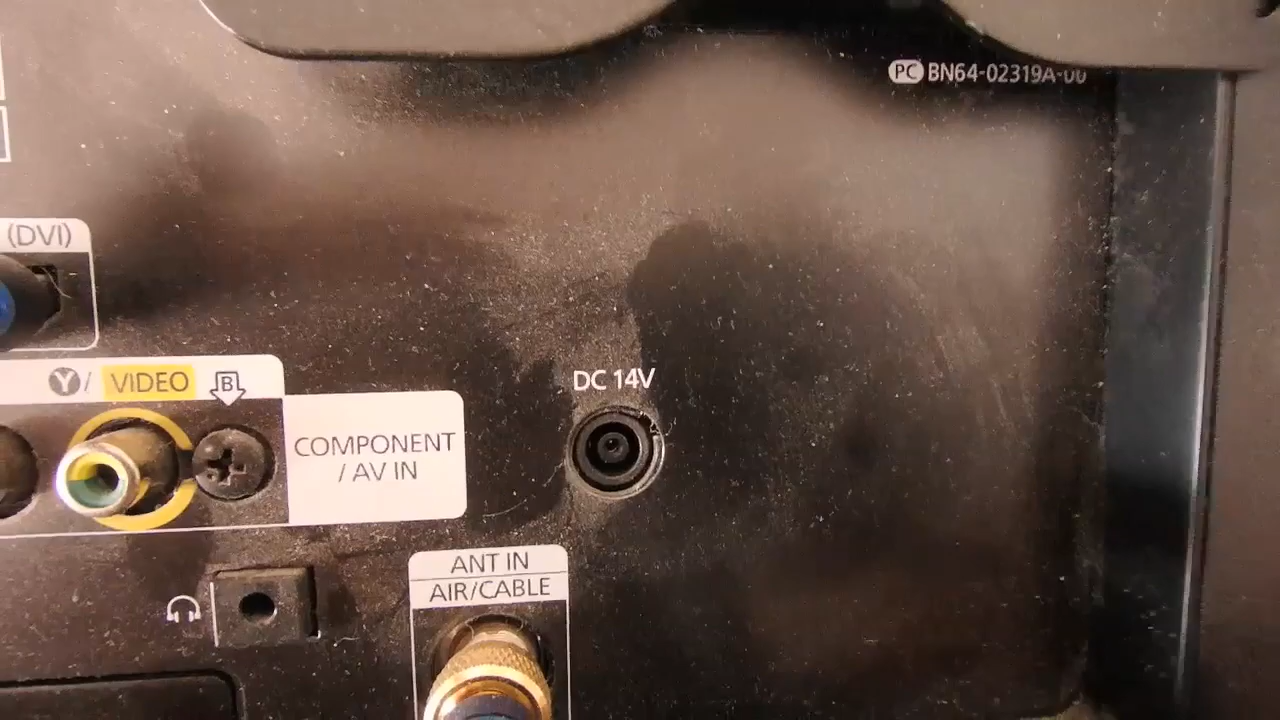 PC BN64-02319A-00
(DVI)
DC 14V
Y / VIDEO B
COMPONENT
/ AV IN
ANT IN
AIR/CABLE